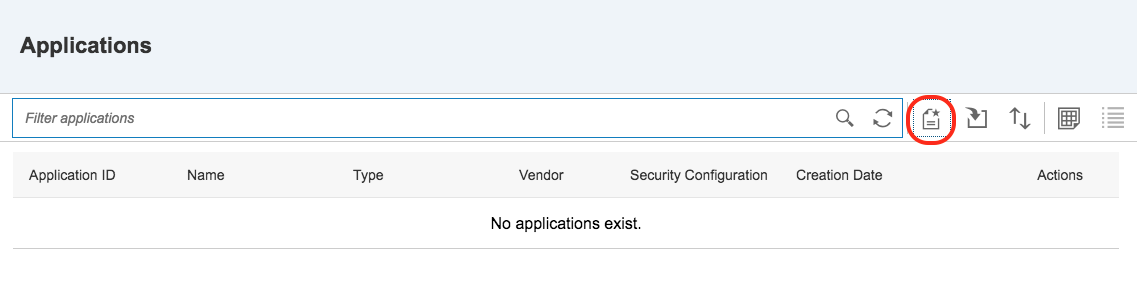 Applications
Filter applications
Application ID Name Type Vendor Security Configuration Creation Date Actions
No applications exist.